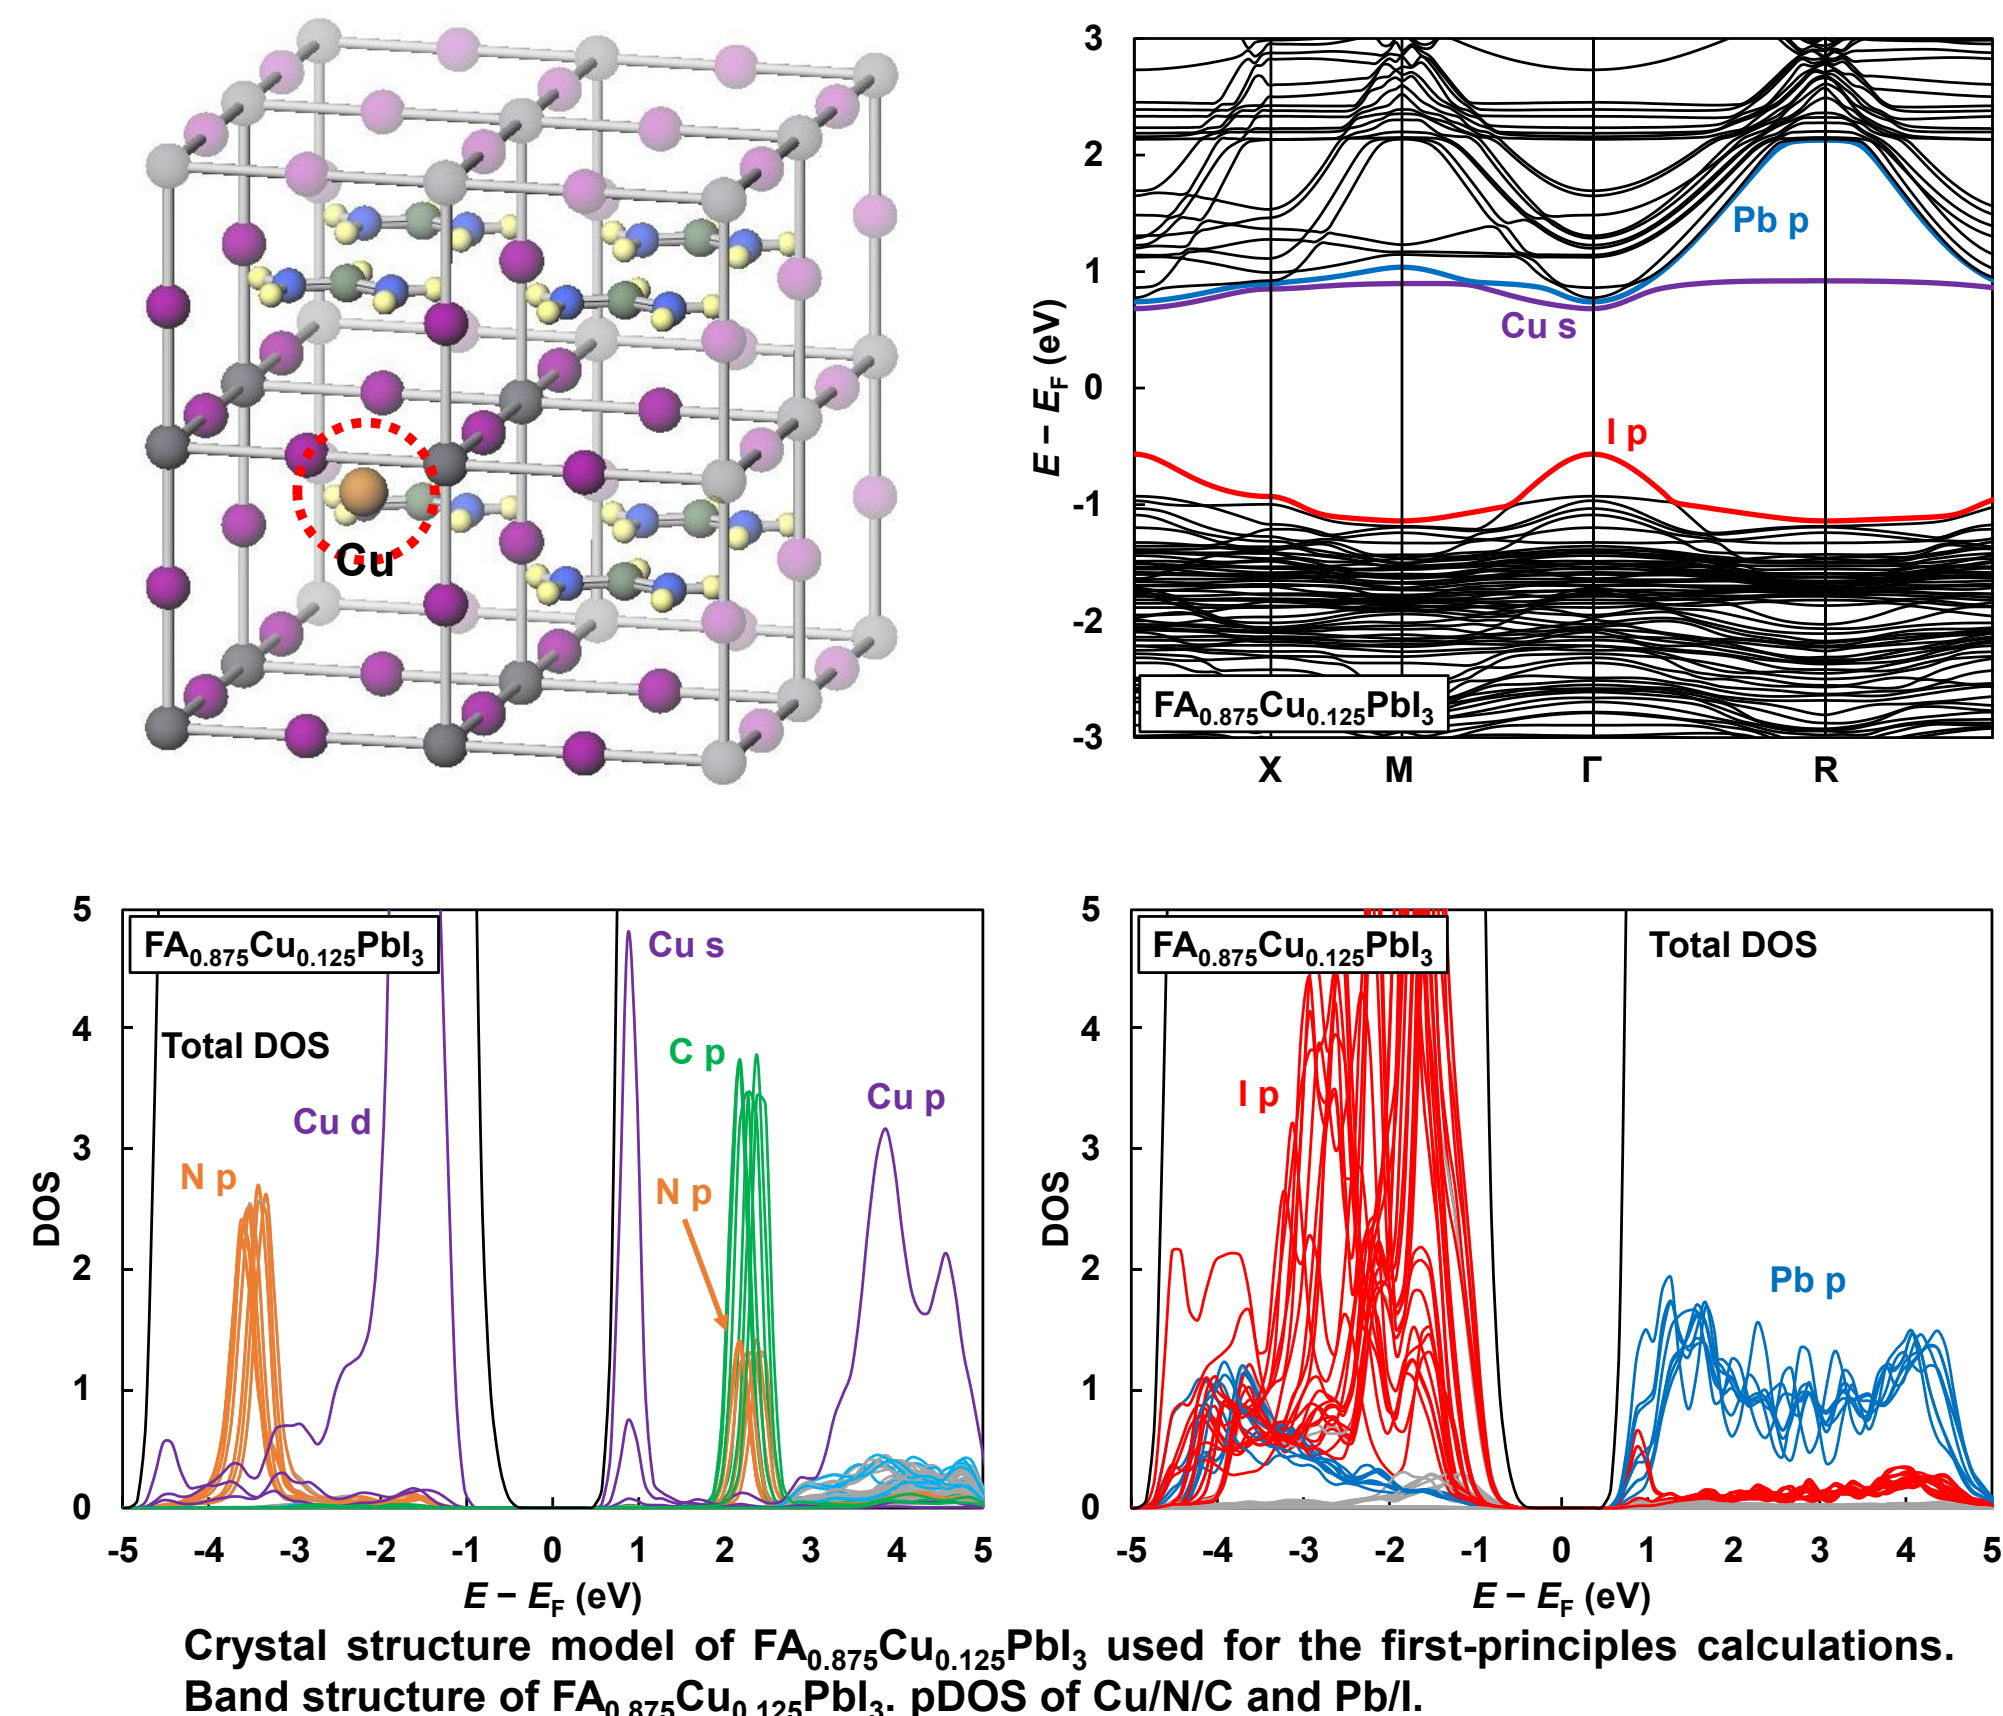 Cu
3
2
1
0
-1
-2
-3
E − E_F (eV)
Pb p
Cu s
I p
FA₀.₈₇₅Cu₀.₁₂₅PbI₃
X M Γ R
5
4
3
2
1
0
DOS
FA₀.₈₇₅Cu₀.₁₂₅PbI₃
Total DOS
Cu d
N p
Cu s
C p
N p
Cu p
-5 -4 -3 -2 -1 0 1 2 3 4 5
E − E_F (eV)
5
4
3
2
1
0
DOS
FA₀.₈₇₅Cu₀.₁₂₅PbI₃
Total DOS
I p
Pb p
-5 -4 -3 -2 -1 0 1 2 3 4 5
E − E_F (eV)
Crystal structure model of FA₀.₈₇₅Cu₀.₁₂₅PbI₃ used for the first-principles calculations.
Band structure of FA₀.₈₇₅Cu₀.₁₂₅PbI₃. pDOS of Cu/N/C and Pb/I.